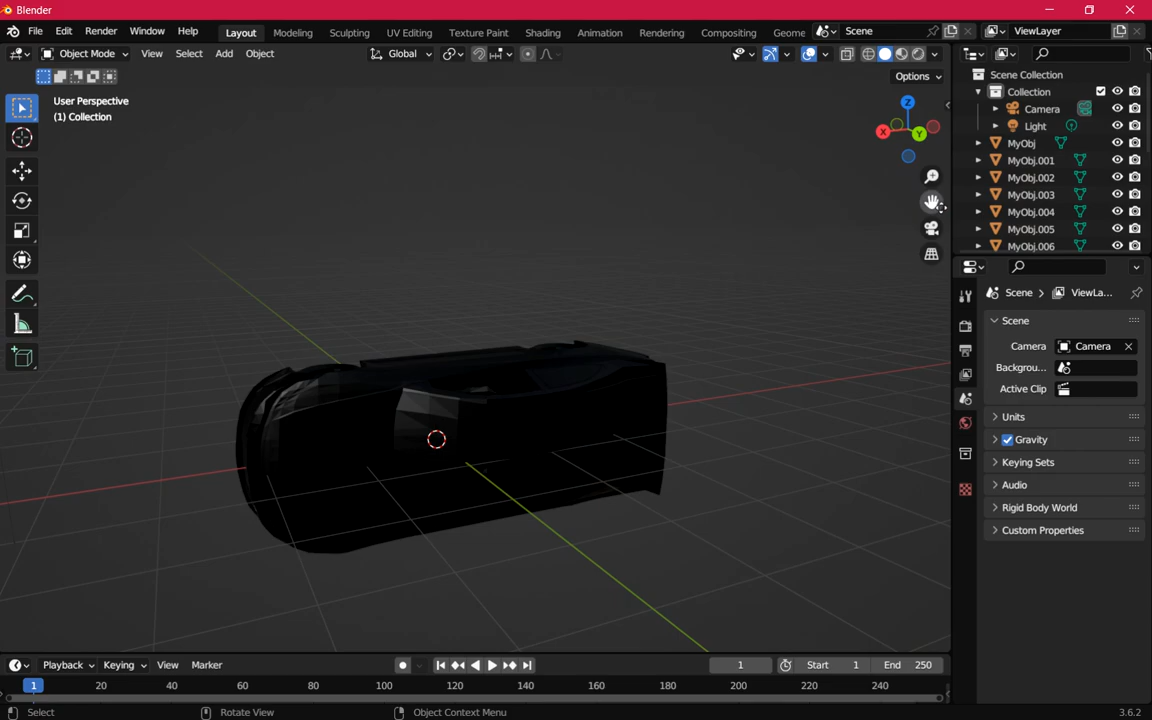 Blender
File Edit Render Window Help Layout Modeling Sculpting UV Editing Texture Paint Shading Animation Rendering Compositing Geome Scene ViewLayer
Object Mode View Select Add Object Global
Options
User Perspective
(1) Collection
Z
X
Y
Scene Collection
Collection
Camera
Light
MyObj
MyObj.001
MyObj.002
MyObj.003
MyObj.004
MyObj.005
MyObj.006
Scene > ViewLa...
Scene
Camera Camera
Backgrou...
Active Clip
Units
Gravity
Keying Sets
Audio
Rigid Body World
Custom Properties
Playback Keying View Marker 1 Start 1 End 250
1 20 40 60 80 100 120 140 160 180 200 220 240
Select Rotate View Object Context Menu 3.6.2